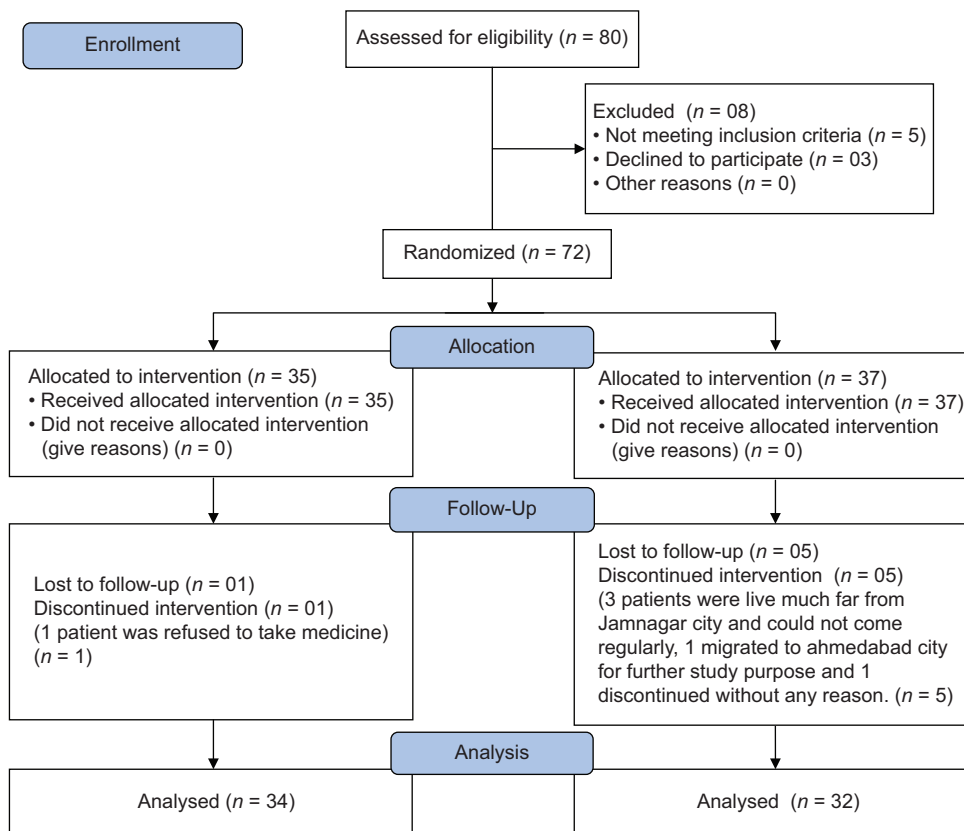 Enrollment
Assessed for eligibility (n = 80)
Excluded (n = 08)
• Not meeting inclusion criteria (n = 5)
• Declined to participate (n = 03)
• Other reasons (n = 0)
Randomized (n = 72)
Allocation
Allocated to intervention (n = 35)
• Received allocated intervention (n = 35)
• Did not receive allocated intervention
(give reasons) (n = 0)
Allocated to intervention (n = 37)
• Received allocated intervention (n = 37)
• Did not receive allocated intervention
(give reasons) (n = 0)
Follow-Up
Lost to follow-up (n = 01)
Discontinued intervention (n = 01)
(1 patient was refused to take medicine)
(n = 1)
Lost to follow-up (n = 05)
Discontinued intervention (n = 05)
(3 patients were live much far from
Jamnagar city and could not come
regularly, 1 migrated to ahmedabad city
for further study purpose and 1
discontinued without any reason. (n = 5)
Analysis
Analysed (n = 34)
Analysed (n = 32)